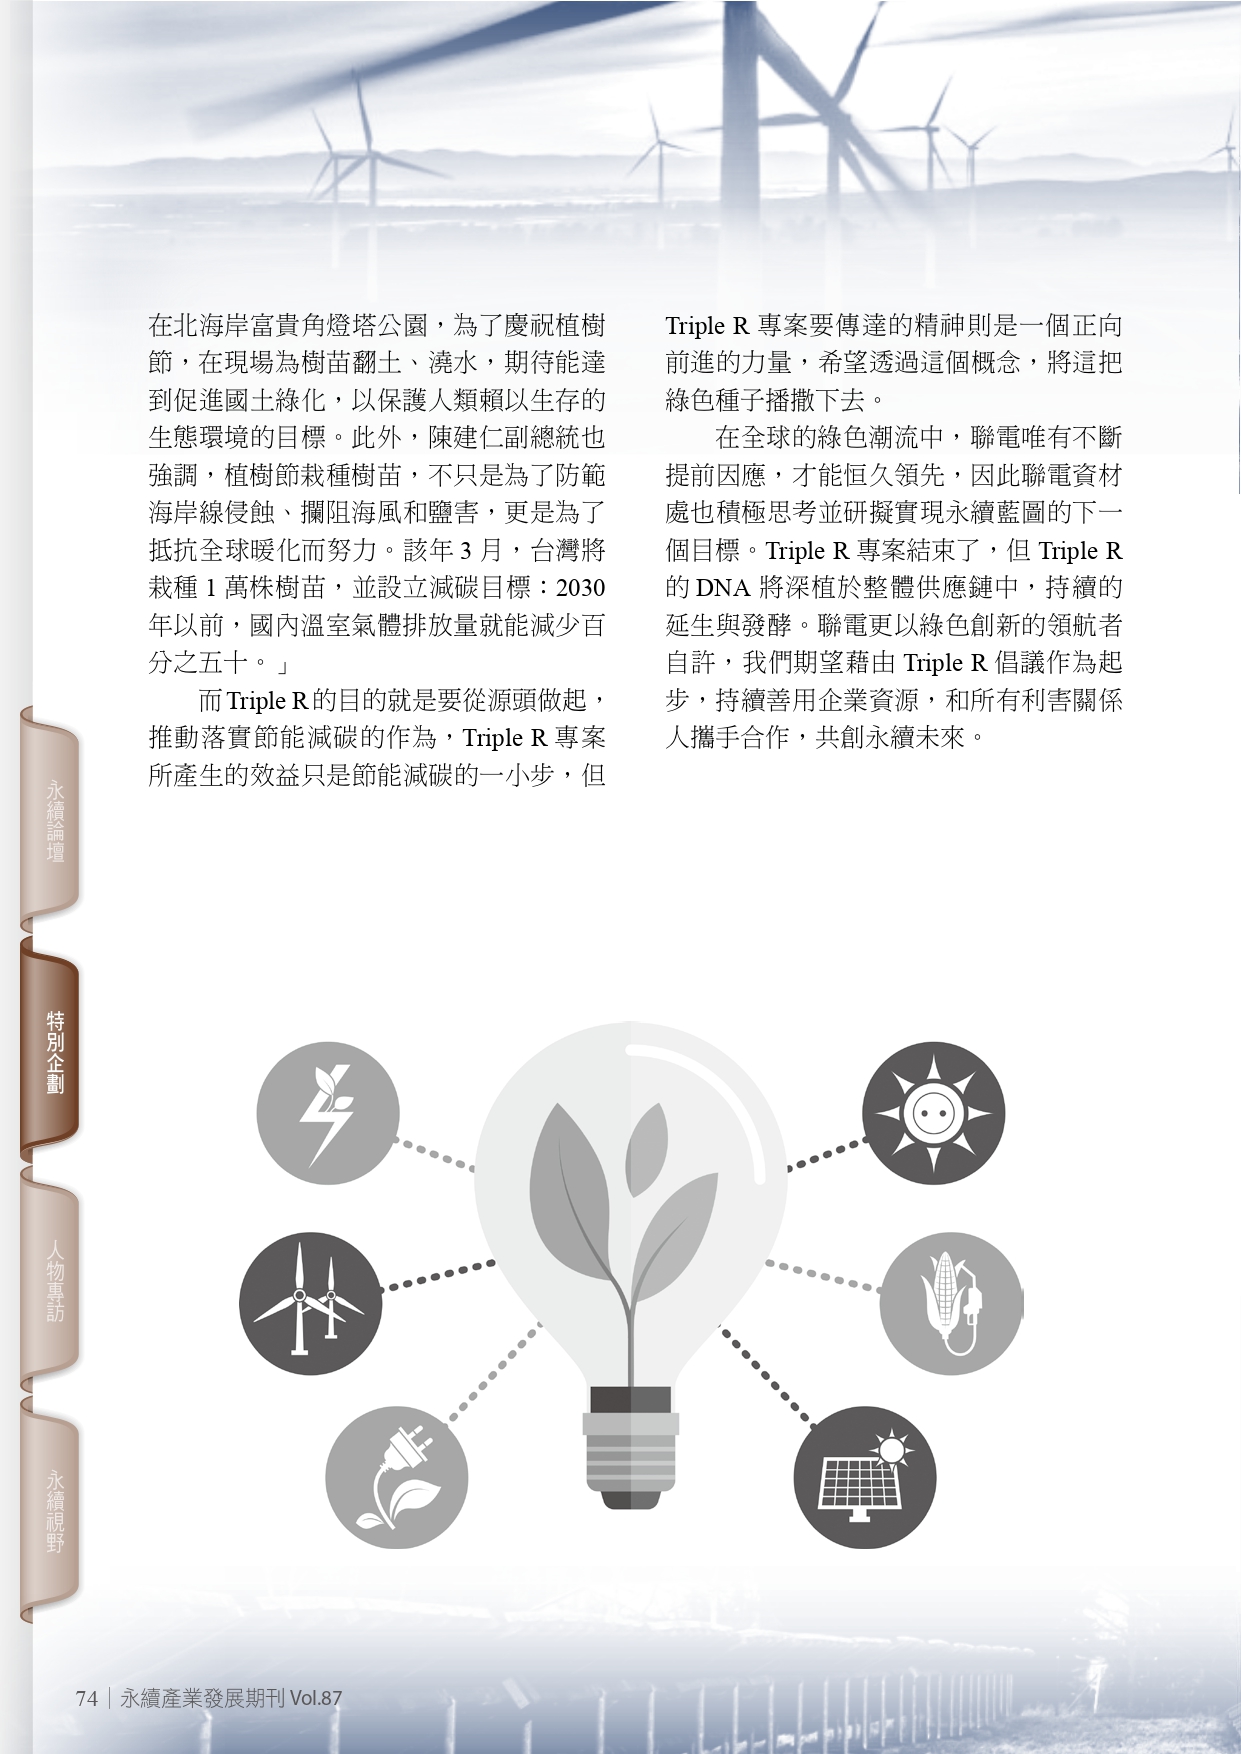 在北海岸富貴角燈塔公園，為了慶祝植樹
節，在現場為樹苗翻土、澆水，期待能達
到促進國土綠化，以保護人類賴以生存的
生態環境的目標。此外，陳建仁副總統也
強調，植樹節栽種樹苗，不只是為了防範
海岸線侵蝕、攔阻海風和鹽害，更是為了
抵抗全球暖化而努力。該年 3 月，台灣將
栽種 1 萬株樹苗，並設立減碳目標：2030
年以前，國內溫室氣體排放量就能減少百
分之五十。」
而 Triple R 的目的就是要從源頭做起，
推動落實節能減碳的作為，Triple R 專案
所產生的效益只是節能減碳的一小步，但
Triple R 專案要傳達的精神則是一個正向
前進的力量，希望透過這個概念，將這把
綠色種子播撒下去。
在全球的綠色潮流中，聯電唯有不斷
提前因應，才能恒久領先，因此聯電資材
處也積極思考並研擬實現永續藍圖的下一
個目標。Triple R 專案結束了，但 Triple R
的 DNA 將深植於整體供應鏈中，持續的
延生與發酵。聯電更以綠色創新的領航者
自許，我們期望藉由 Triple R 倡議作為起
步，持續善用企業資源，和所有利害關係
人攜手合作，共創永續未來。
永續論壇
特別企劃
人物專訪
永續視野
74｜永續產業發展期刊 Vol.87